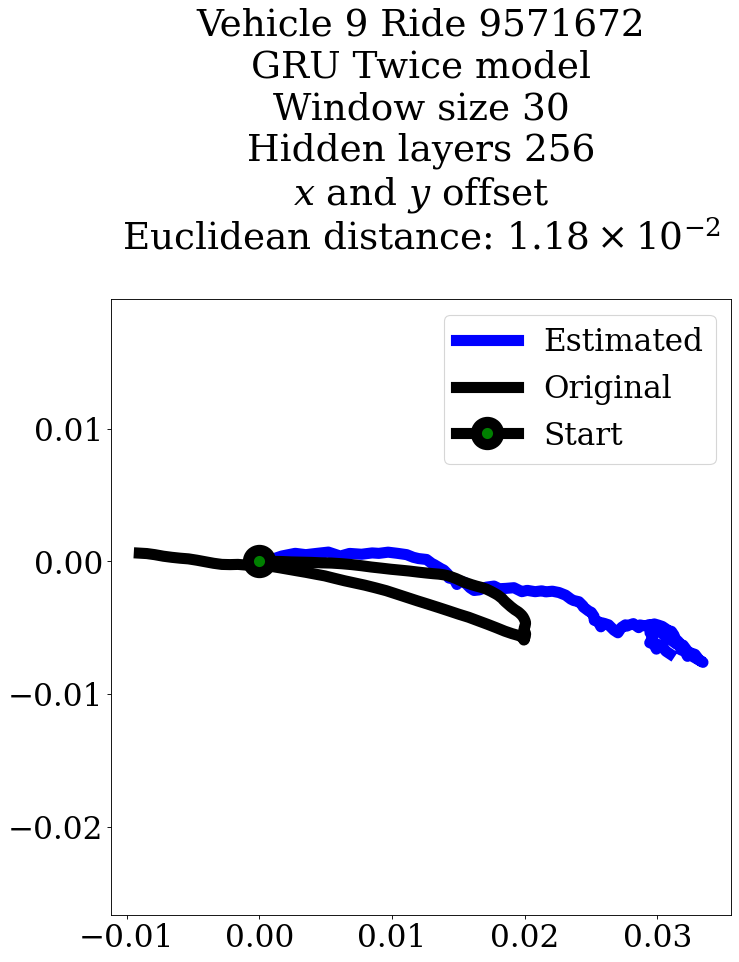 Vehicle 9 Ride 9571672
GRU Twice model
Window size 30
Hidden layers 256
x and y offset
Euclidean distance: 1.18 × 10⁻²
Estimated
Original
Start
0.01
0.00
−0.01
−0.02
−0.01 0.00 0.01 0.02 0.03